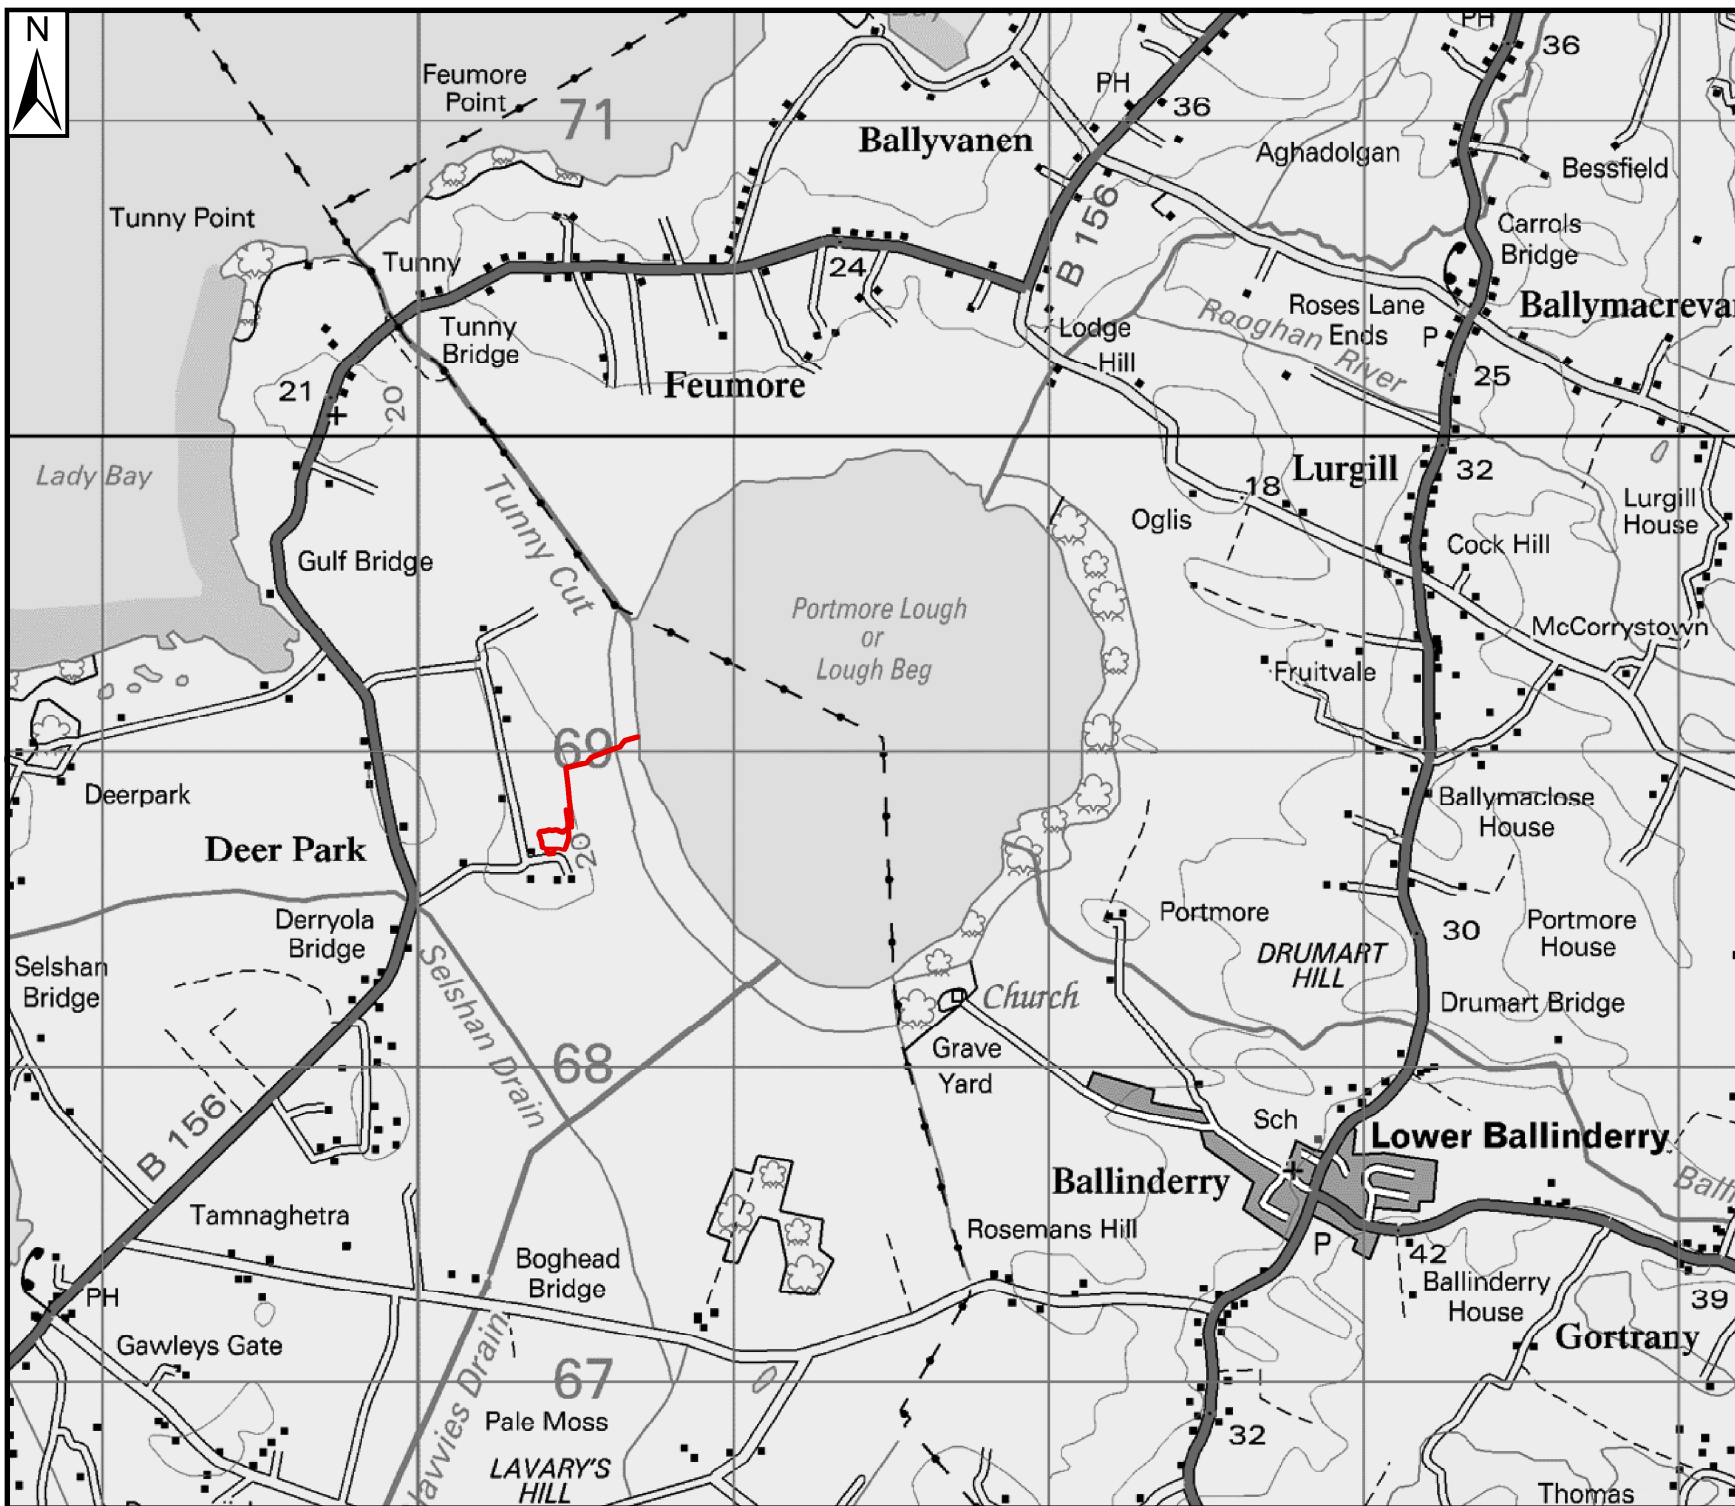 N
PH
36
Feumore
Point
71
PH
36
Ballyvanen
Aghadolgan
Bessfield
Tunny Point
B 156
Carrols
Bridge
Tunny
24
Tunny
Bridge
Roses Lane
Ends
Ballymacreva
Rooghan River
Lodge
Hill
P
Feumore
21
20
25
Lady Bay
Lurgill
32
18
Tunny Cut
Oglis
Lurgill
House
Cock Hill
Gulf Bridge
Portmore Lough
or
Lough Beg
McCorrystown
Fruitvale
69
Deerpark
Ballymaclose
House
Deer Park
20
Derryola
Bridge
Portmore
30
Portmore
House
DRUMART
HILL
Selshan
Bridge
Selshan Drain
Church
Drumart Bridge
Grave
Yard
68
B 156
Sch
Lower Ballinderry
Ballinderry
Tamnaghetra
Rosemans Hill
P
42
Boghead
Bridge
Ballinderry
House
39
PH
Gawleys Gate
Gortrany
67
Pale Moss
32
LAVARY'S
HILL
Thomas